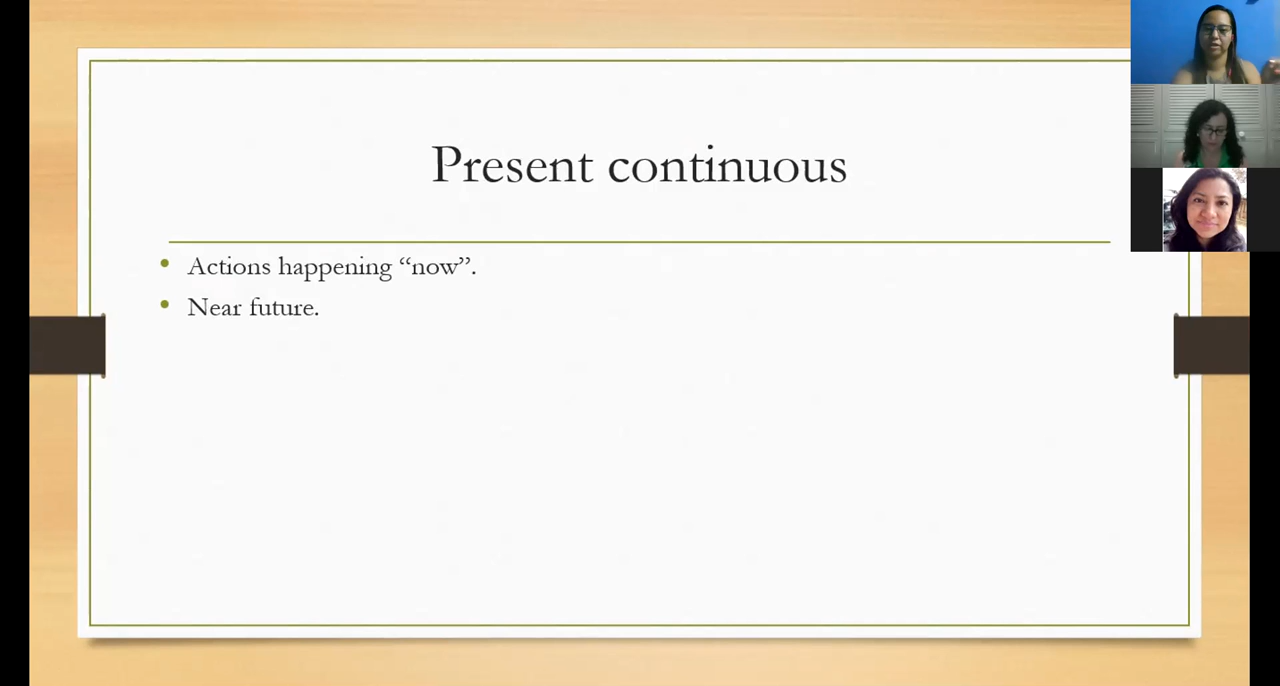 Present continuous
Actions happening “now”.
Near future.